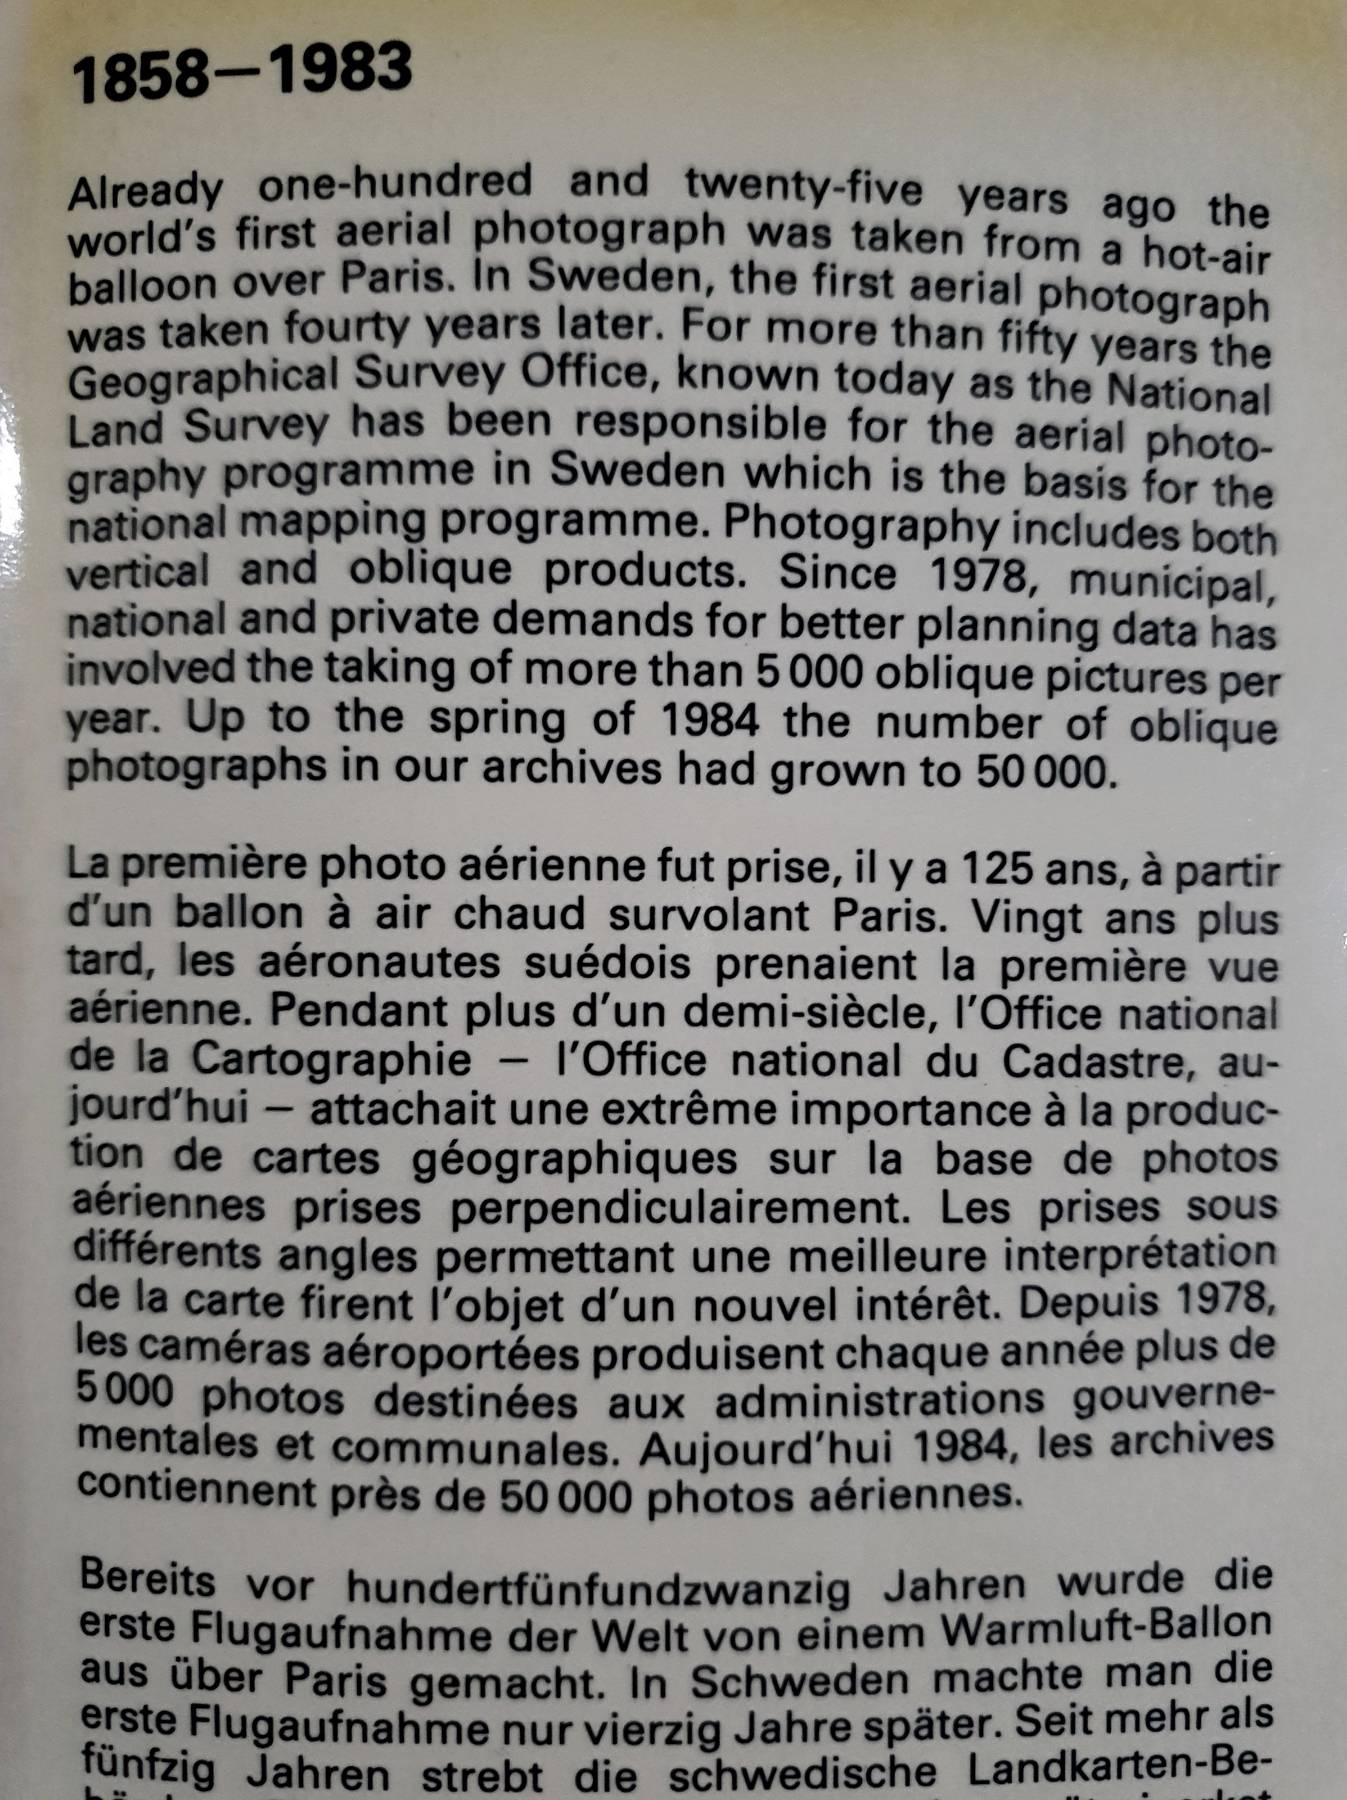 1858–1983
Already one-hundred and twenty-five years ago the
world's first aerial photograph was taken from a hot-air
balloon over Paris. In Sweden, the first aerial photograph
was taken fourty years later. For more than fifty years the
Geographical Survey Office, known today as the National
Land Survey has been responsible for the aerial photo-
graphy programme in Sweden which is the basis for the
national mapping programme. Photography includes both
vertical and oblique products. Since 1978, municipal,
national and private demands for better planning data has
involved the taking of more than 5 000 oblique pictures per
year. Up to the spring of 1984 the number of oblique
photographs in our archives had grown to 50 000.
La première photo aérienne fut prise, il y a 125 ans, à partir
d'un ballon à air chaud survolant Paris. Vingt ans plus
tard, les aéronautes suédois prenaient la première vue
aérienne. Pendant plus d'un demi-siècle, l'Office national
de la Cartographie – l'Office national du Cadastre, au-
jourd'hui – attachait une extrême importance à la produc-
tion de cartes géographiques sur la base de photos
aériennes prises perpendiculairement. Les prises sous
différents angles permettant une meilleure interprétation
de la carte firent l'objet d'un nouvel intérêt. Depuis 1978,
les caméras aéroportées produisent chaque année plus de
5 000 photos destinées aux administrations gouverne-
mentales et communales. Aujourd'hui 1984, les archives
contiennent près de 50 000 photos aériennes.
Bereits vor hundertfünfundzwanzig Jahren wurde die
erste Flugaufnahme der Welt von einem Warmluft-Ballon
aus über Paris gemacht. In Schweden machte man die
erste Flugaufnahme nur vierzig Jahre später. Seit mehr als
fünfzig Jahren strebt die schwedische Landkarten-Be-